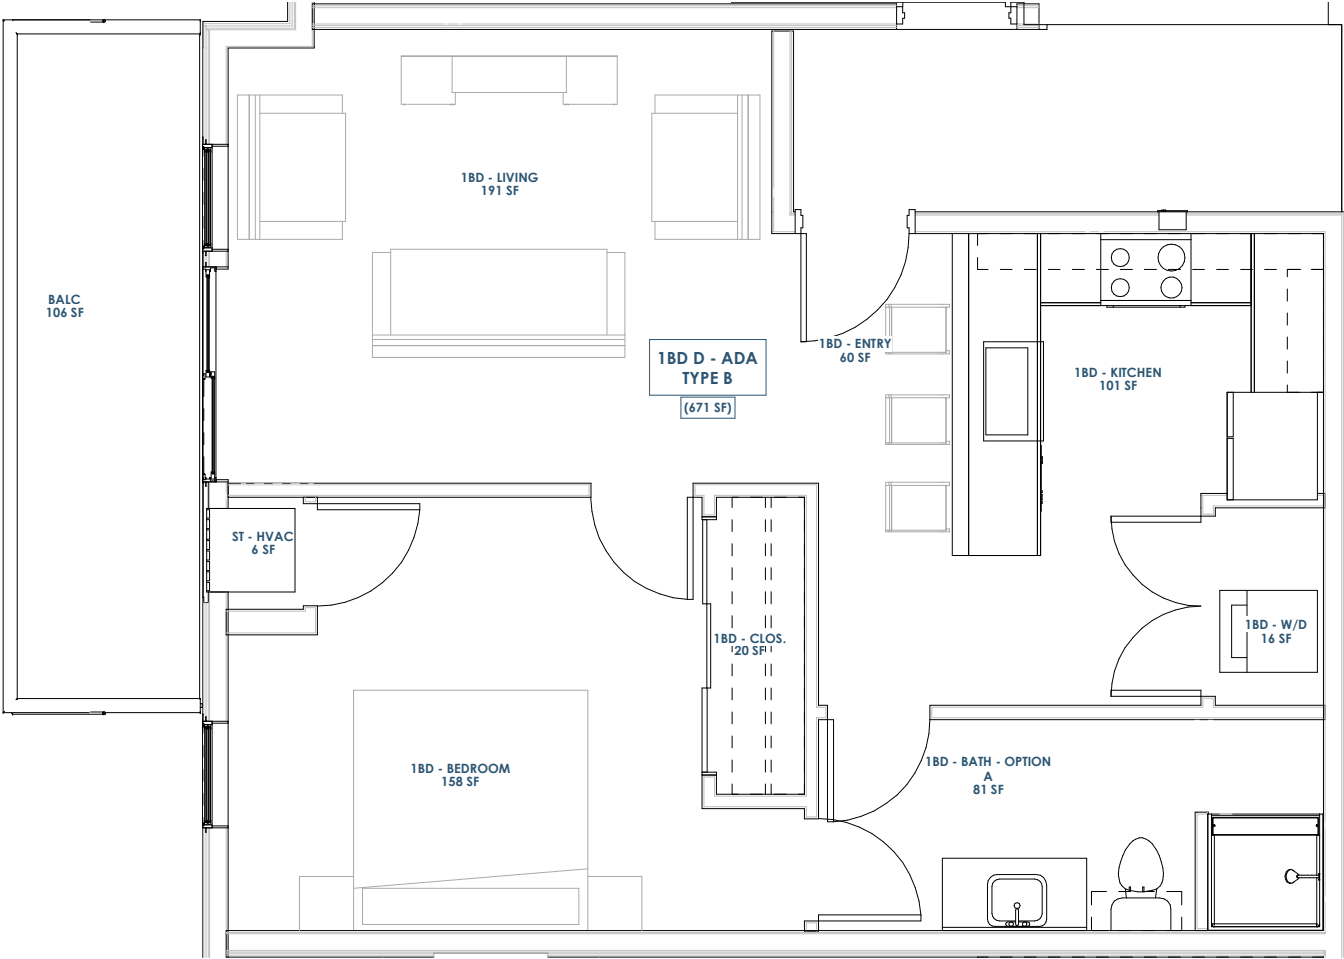 1BD - LIVING
191 SF
BALC
106 SF
1BD D - ADA
TYPE B
(671 SF)
1BD - ENTRY
60 SF
1BD - KITCHEN
101 SF
ST - HVAC
6 SF
1BD - CLOS.
20 SF
1BD - W/D
16 SF
1BD - BEDROOM
158 SF
1BD - BATH - OPTION
A
81 SF